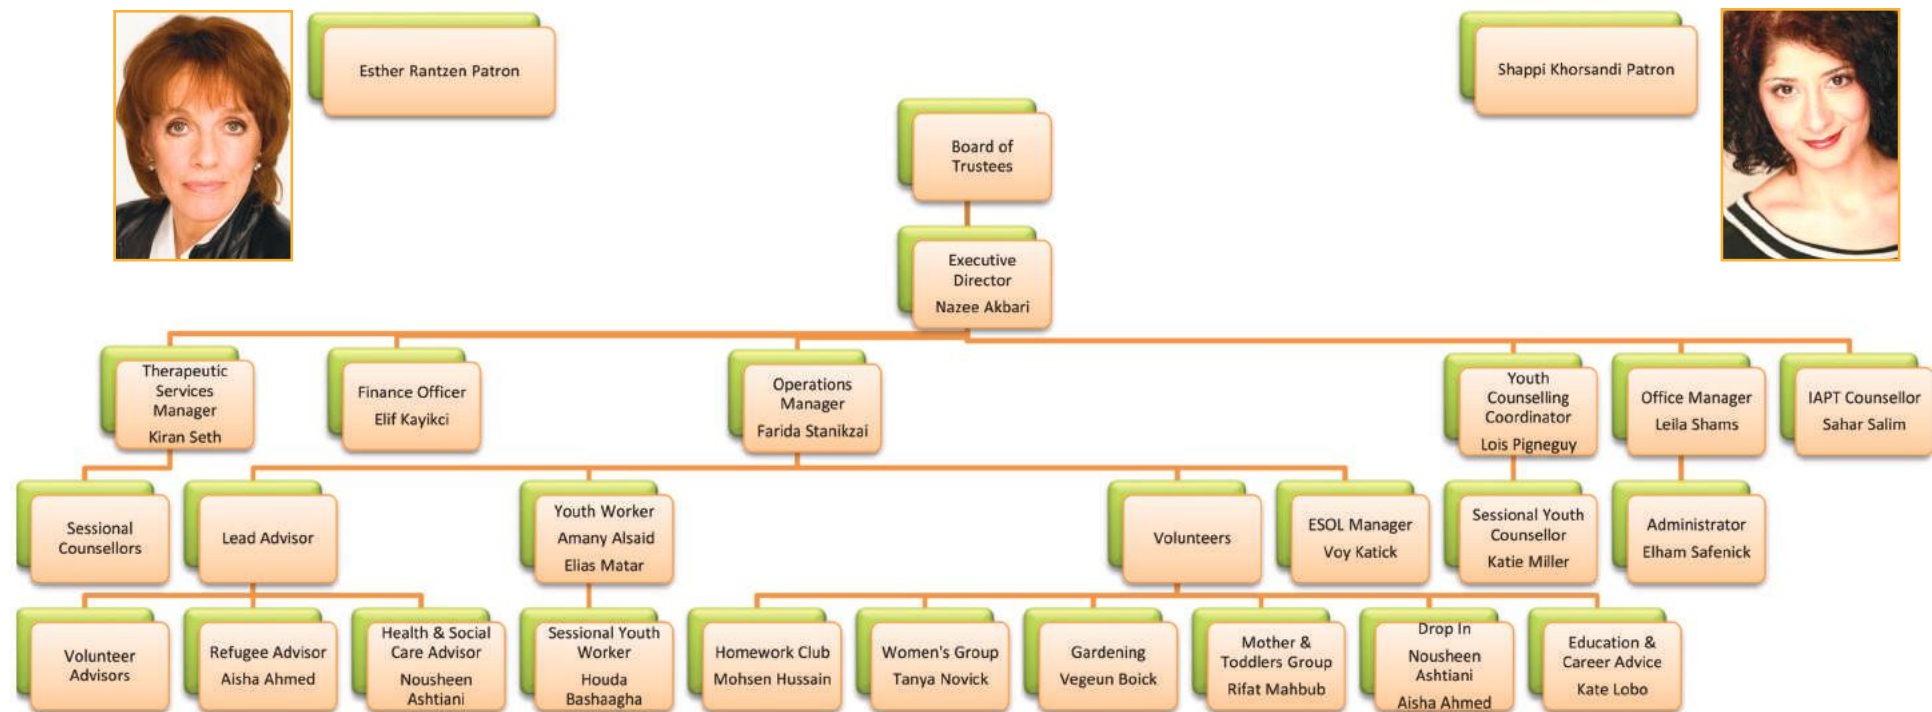 Esther Rantzen Patron
Shappi Khorsandi Patron
Board of
Trustees
Executive
Director
Nazee Akbari
Therapeutic
Services
Manager
Kiran Seth
Finance Officer
Elif Kayikci
Operations
Manager
Farida Stanikzai
Youth
Counselling
Coordinator
Lois Pigneguy
Office Manager
Leila Shams
IAPT Counsellor
Sahar Salim
Sessional
Counsellors
Lead Advisor
Youth Worker
Amany Alsaid
Elias Matar
Volunteers
ESOL Manager
Voy Katick
Sessional Youth
Counsellor
Katie Miller
Administrator
Elham Safenick
Volunteer
Advisors
Refugee Advisor
Aisha Ahmed
Health & Social
Care Advisor
Nousheen
Ashtiani
Sessional Youth
Worker
Houda
Bashaagha
Homework Club
Mohsen Hussain
Women's Group
Tanya Novick
Gardening
Vegeun Boick
Mother &
Toddlers Group
Rifat Mahbub
Drop In
Nousheen
Ashtiani
Aisha Ahmed
Education &
Career Advice
Kate Lobo